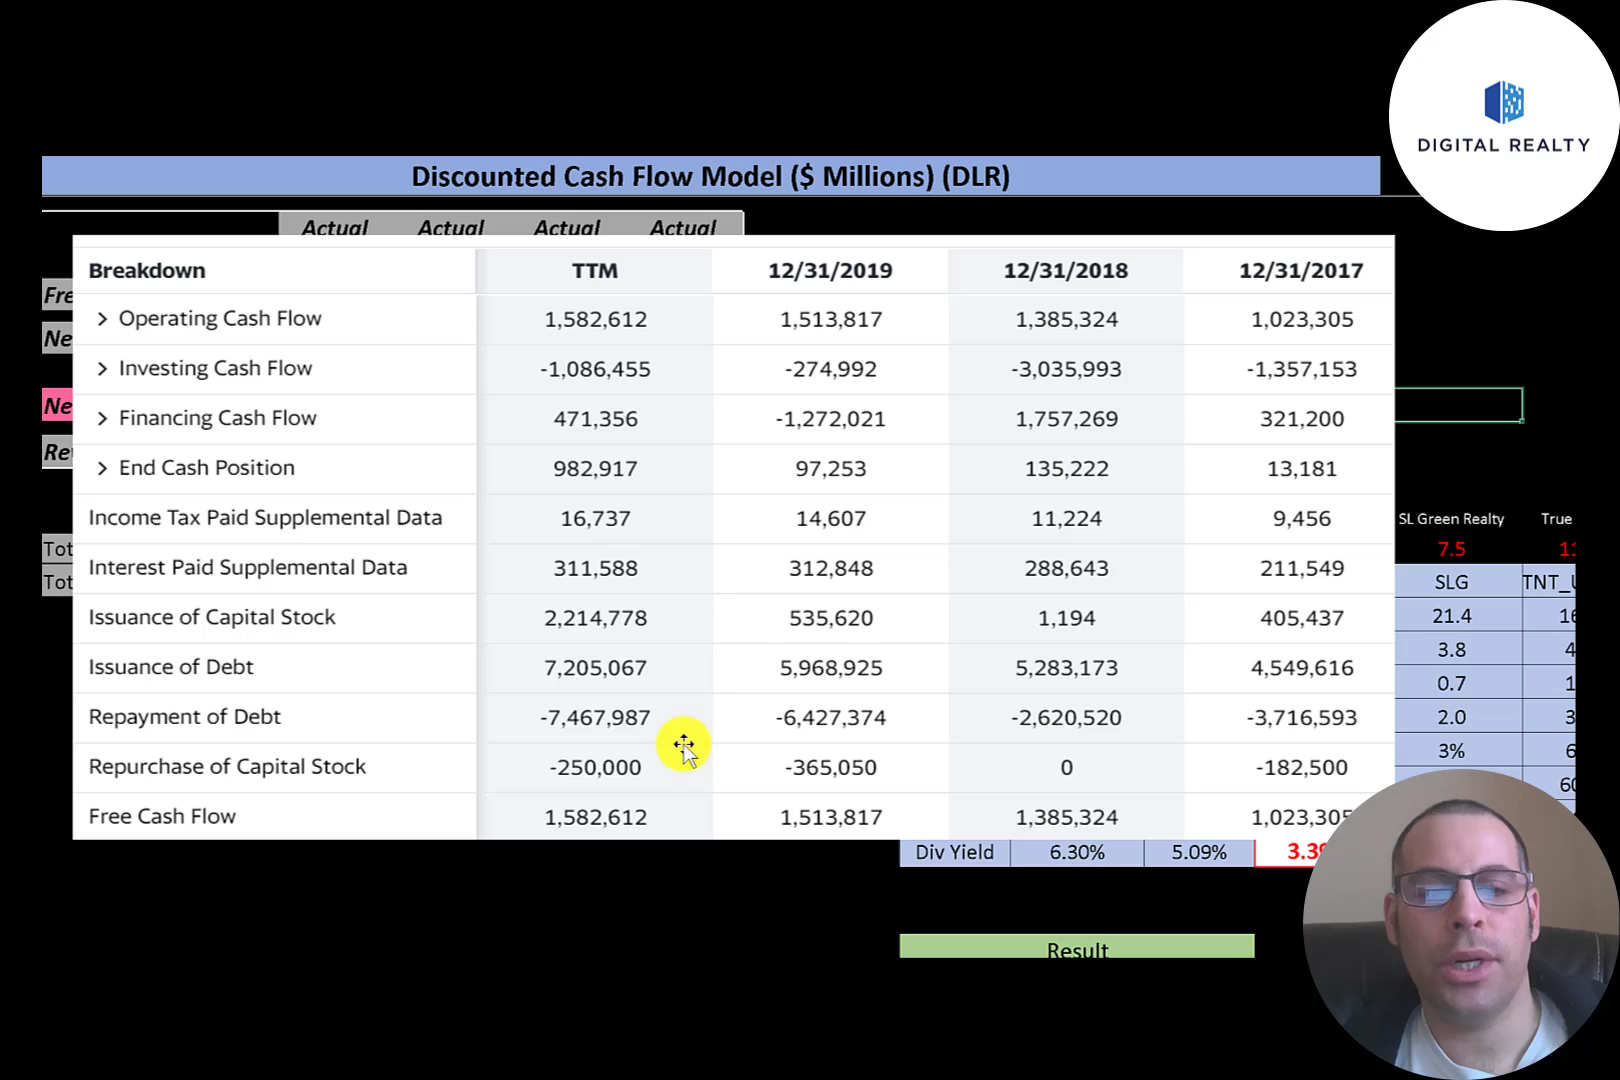 DIGITAL REALTY
Discounted Cash Flow Model ($ Millions) (DLR)
Actual Actual Actual Actual
Breakdown TTM 12/31/2019 12/31/2018 12/31/2017
Fre
> Operating Cash Flow 1,582,612 1,513,817 1,385,324 1,023,305
Ne
> Investing Cash Flow -1,086,455 -274,992 -3,035,993 -1,357,153
Ne
> Financing Cash Flow 471,356 -1,272,021 1,757,269 321,200
Re
> End Cash Position 982,917 97,253 135,222 13,181
Income Tax Paid Supplemental Data 16,737 14,607 11,224 9,456
SL Green Realty True
Tot
7.5
Interest Paid Supplemental Data 311,588 312,848 288,643 211,549
Tot
SLG TNT_
Issuance of Capital Stock 2,214,778 535,620 1,194 405,437
21.4
3.8
Issuance of Debt 7,205,067 5,968,925 5,283,173 4,549,616
0.7
Repayment of Debt -7,467,987 -6,427,374 -2,620,520 -3,716,593
2.0
3%
Repurchase of Capital Stock -250,000 -365,050 0 -182,500
Free Cash Flow 1,582,612 1,513,817 1,385,324 1,023,305
Div Yield 6.30% 5.09% 3.39
Result